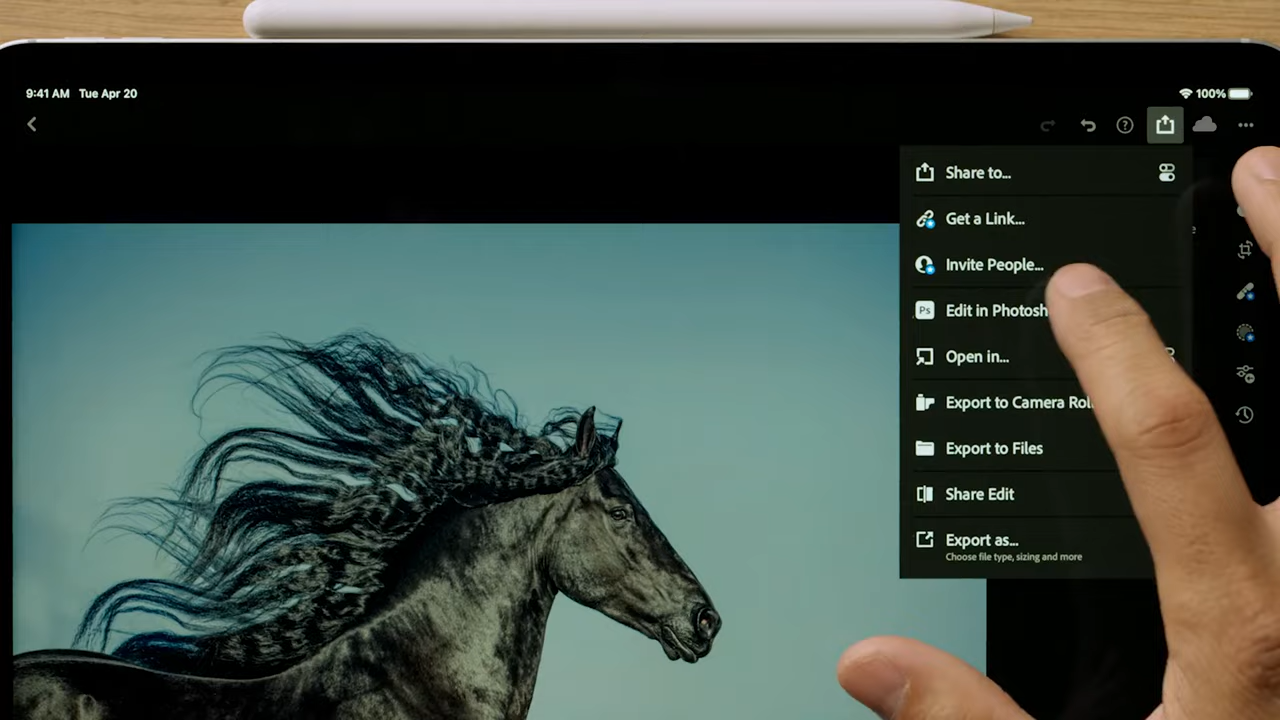 9:41 AM Tue Apr 20
100%
Share to...
Get a Link...
Invite People...
Ps
Edit in Photosh
Open in...
Export to Camera Rol
Export to Files
Share Edit
Export as...
Choose file type, sizing and more